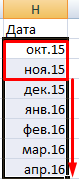 H
Дата
окт.15
ноя.15
дек.15
янв.16
фев.16
мар.16
апр.16